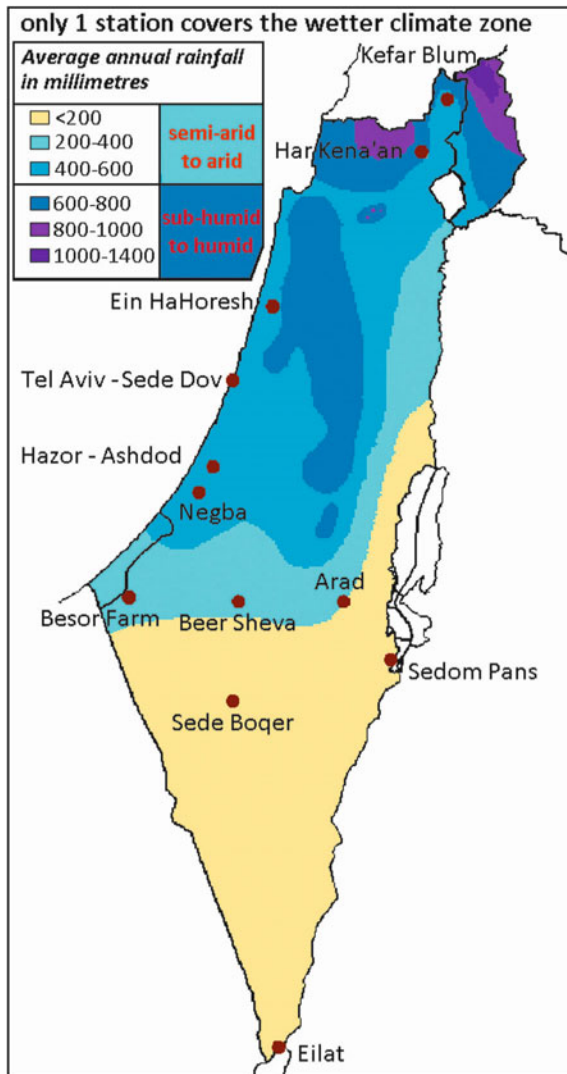 only 1 station covers the wetter climate zone
Kefar Blum
Average annual rainfall
in millimetres
<200
200-400
400-600
semi-arid
to arid
600-800
800-1000
1000-1400
sub-humid
to humid
Har Kena'an
Ein HaHoresh
Tel Aviv - Sede Dov
Hazor - Ashdod
Negba
Arad
Besor Farm
Beer Sheva
Sedom Pans
Sede Boqer
Eilat